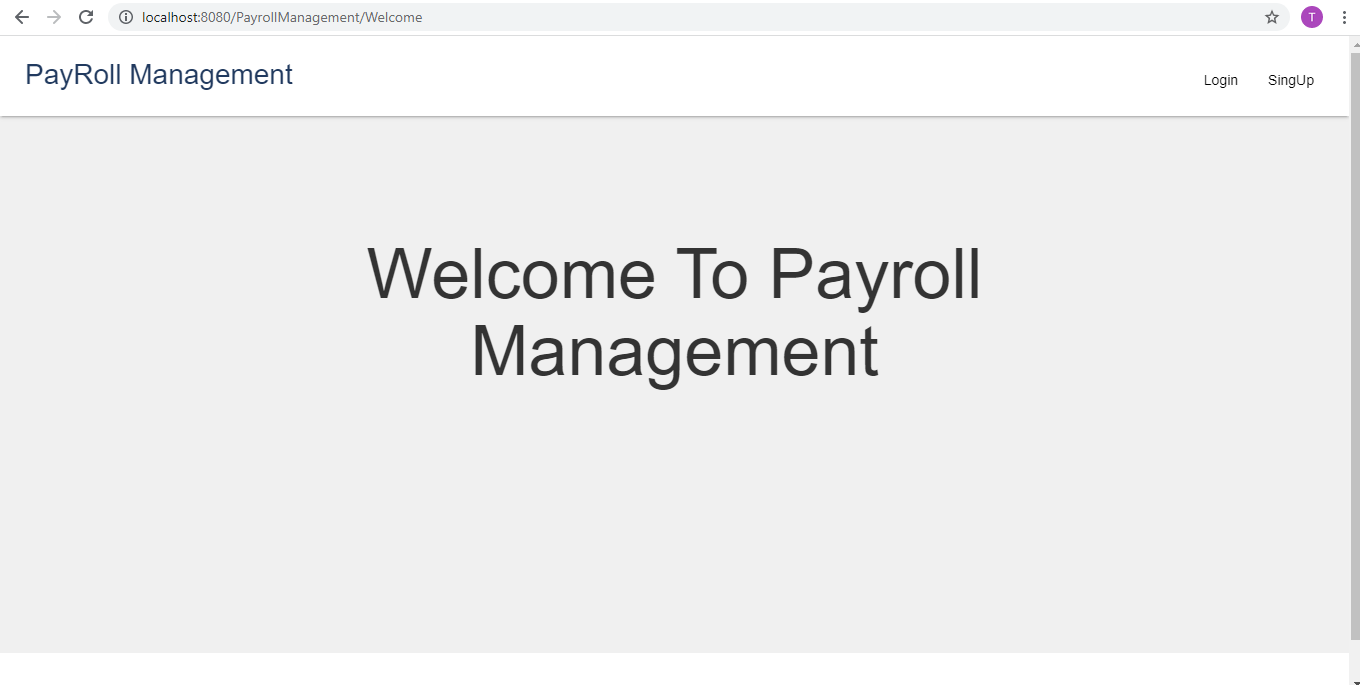 localhost:8080/PayrollManagement/Welcome
T
PayRoll Management
Login
SingUp
Welcome To Payroll
Management